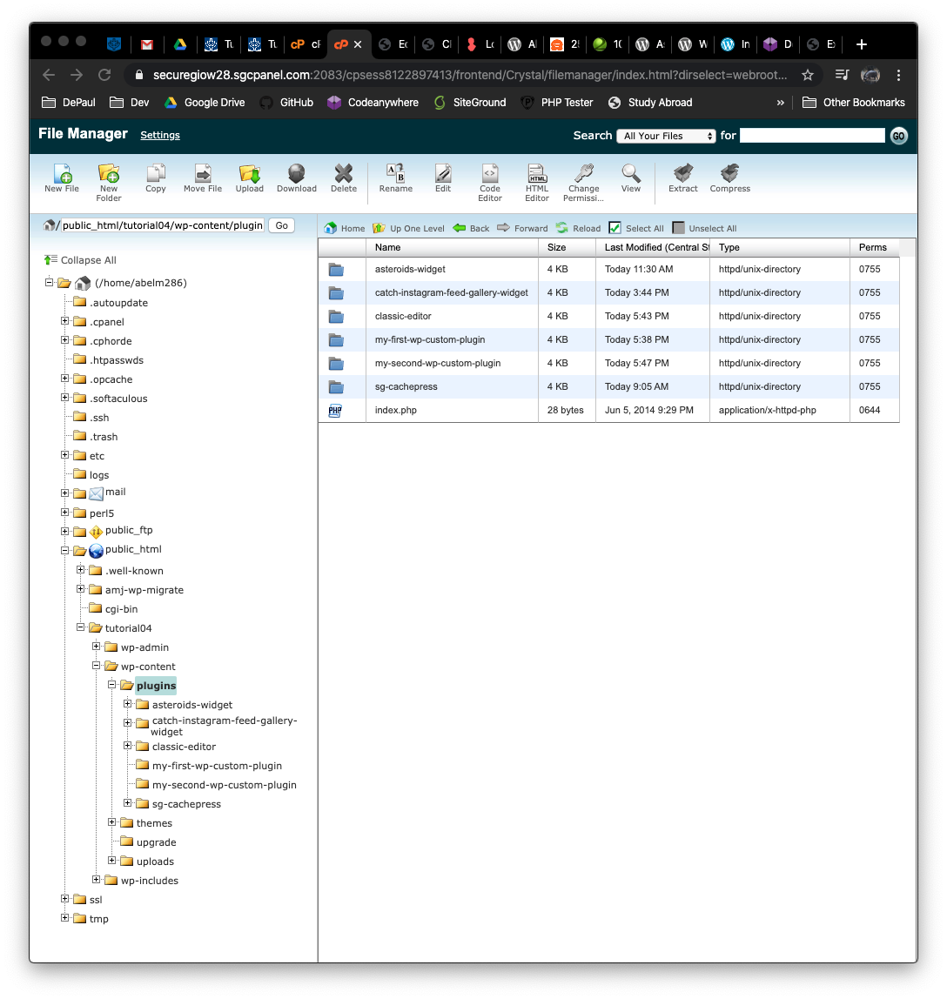 Tu
Tu
cP
cP
Ec
Cl
Lo
Al
25
10
As
W
In
D
Ex
securegiow28.sgcpanel.com:2083/cpsess8122897413/frontend/Crystal/filemanager/index.html?dirselect=webroot...
DePaul Dev Google Drive GitHub Codeanywhere SiteGround PHP Tester Study Abroad » Other Bookmarks
File Manager Settings Search All Your Files for GO
New File New Folder Copy Move File Upload Download Delete Rename Edit Code Editor HTML Editor Change Permissi... View Extract Compress
/ public_html/tutorial04/wp-content/plugin Go
Home Up One Level Back Forward Reload Select All Unselect All
Collapse All
(/home/abelm286)
.autoupdate
.cpanel
.cphorde
.htpasswds
.opcache
.softaculous
.ssh
.trash
etc
logs
mail
perl5
public_ftp
public_html
.well-known
amj-wp-migrate
cgi-bin
tutorial04
wp-admin
wp-content
plugins
asteroids-widget
catch-instagram-feed-gallery-
widget
classic-editor
my-first-wp-custom-plugin
my-second-wp-custom-plugin
sg-cachepress
themes
upgrade
uploads
wp-includes
ssl
tmp
Name Size Last Modified (Central St Type Perms
asteroids-widget 4 KB Today 11:30 AM httpd/unix-directory 0755
catch-instagram-feed-gallery-widget 4 KB Today 3:44 PM httpd/unix-directory 0755
classic-editor 4 KB Today 5:43 PM httpd/unix-directory 0755
my-first-wp-custom-plugin 4 KB Today 5:38 PM httpd/unix-directory 0755
my-second-wp-custom-plugin 4 KB Today 5:47 PM httpd/unix-directory 0755
sg-cachepress 4 KB Today 9:05 AM httpd/unix-directory 0755
PHP index.php 28 bytes Jun 5, 2014 9:29 PM application/x-httpd-php 0644